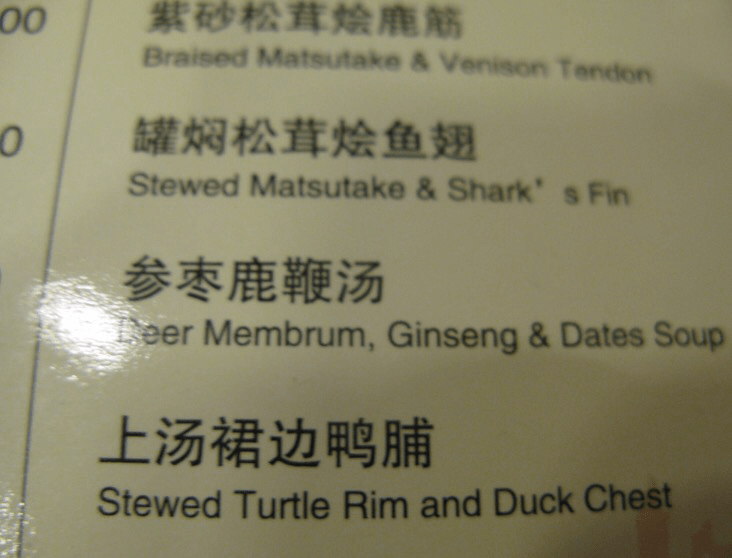 00
紫砂松茸烩鹿筋
Braised Matsutake & Venison Tendon
0
罐焖松茸烩鱼翅
Stewed Matsutake & Shark’s Fin
参枣鹿鞭汤
Deer Membrum, Ginseng & Dates Soup
上汤裙边鸭脯
Stewed Turtle Rim and Duck Chest